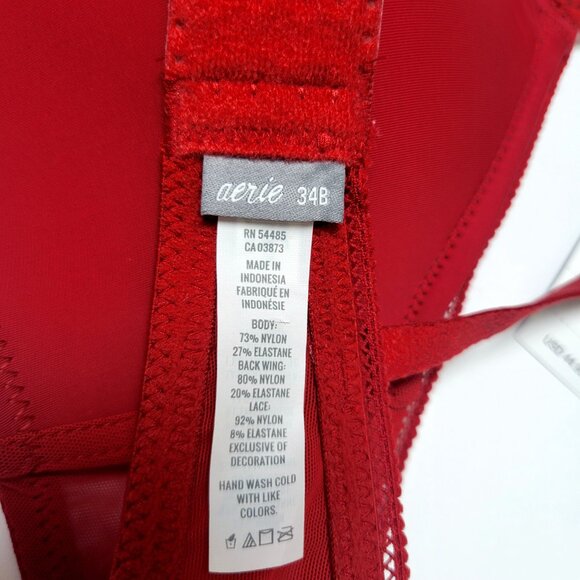 aerie 34B
RN 54485
CA 03873
MADE IN
INDONESIA
FABRIQUÉ EN
INDONÉSIE
BODY:
73% NYLON
27% ELASTANE
BACK WING:
80% NYLON
20% ELASTANE
LACE:
92% NYLON
8% ELASTANE
EXCLUSIVE OF
DECORATION
HAND WASH COLD
WITH LIKE
COLORS.
USD